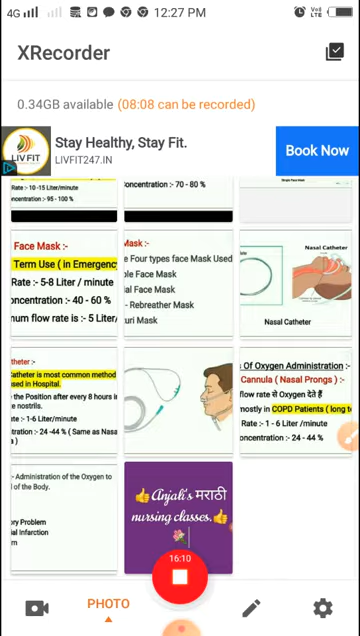 4G
12:27 PM
Vo)) LTE
XRecorder
0.34GB available (08:08 can be recorded)
LIVFIT
Stay Healthy, Stay Fit.
LIVFIT247.IN
Book Now
Rate :- 10 -15 Liter/minute
oncentration :- 95 - 100 %
Concentration :- 70 - 80 %
Face Mask :-
Term Use ( in Emergency
Rate :- 5-8 Liter / minute
oncentration :- 40 - 60 %
num flow rate is :- 5 Liter/
Mask :-
e Four types Face Mask Used
ple Face Mask
ial Face Mask
- Rebreather Mask
uri Mask
Nasal Catheter
Nasal Catheter
theter :-
Catheter is most common method
used in Hospital.
the Position after every 8 hours in
e nostrils.
te :- 1-6 Liter/minute
tration :- 24 -44 % ( Same as Nasal
a )
s Of Oxygen Administration :-
Cannula ( Nasal Prongs ) :-
flow rate से Oxygen देते हैं
mostly in COPD Patients ( long t
Rate :- 1 - 6 Liter /minute
oncentration :- 24 - 44%
- Administration of the Oxygen to
l of the Body.
ory Problem
ial Infarction
m
Anjali's मराठी
nursing classes.
16:10
PHOTO